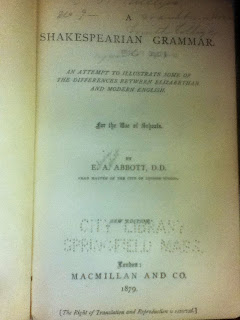 A
SHAKESPEARIAN GRAMMAR.
AN ATTEMPT TO ILLUSTRATE SOME OF
THE DIFFERENCES BETWEEN ELIZABETHAN
AND MODERN ENGLISH.
For the Use of Schools.
BY
E. A. ABBOTT, D.D.
HEAD MASTER OF THE CITY OF LONDON SCHOOL.
NEW EDITION.
CITY LIBRARY
SPRINGFIELD MASS.
London:
MACMILLAN AND CO.
1879.
[The Right of Translation and Reproduction is reserved.]